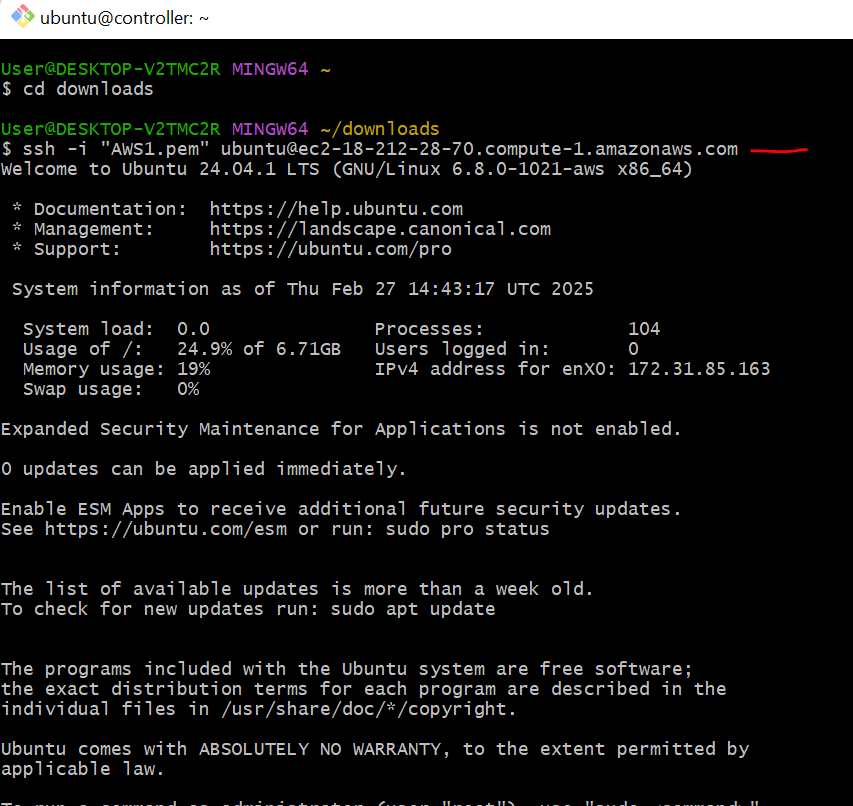 ubuntu@controller: ~
User@DESKTOP-V2TMC2R MINGW64 ~
$ cd downloads
User@DESKTOP-V2TMC2R MINGW64 ~/downloads
$ ssh -i "AWS1.pem" ubuntu@ec2-18-212-28-70.compute-1.amazonaws.com
Welcome to Ubuntu 24.04.1 LTS (GNU/Linux 6.8.0-1021-aws x86_64)
* Documentation: https://help.ubuntu.com
* Management: https://landscape.canonical.com
* Support: https://ubuntu.com/pro
System information as of Thu Feb 27 14:43:17 UTC 2025
System load: 0.0 Processes: 104
Usage of /: 24.9% of 6.71GB Users logged in: 0
Memory usage: 19% IPv4 address for enX0: 172.31.85.163
Swap usage: 0%
Expanded Security Maintenance for Applications is not enabled.
0 updates can be applied immediately.
Enable ESM Apps to receive additional future security updates.
See https://ubuntu.com/esm or run: sudo pro status
The list of available updates is more than a week old.
To check for new updates run: sudo apt update
The programs included with the Ubuntu system are free software;
the exact distribution terms for each program are described in the
individual files in /usr/share/doc/*/copyright.
Ubuntu comes with ABSOLUTELY NO WARRANTY, to the extent permitted by
applicable law.